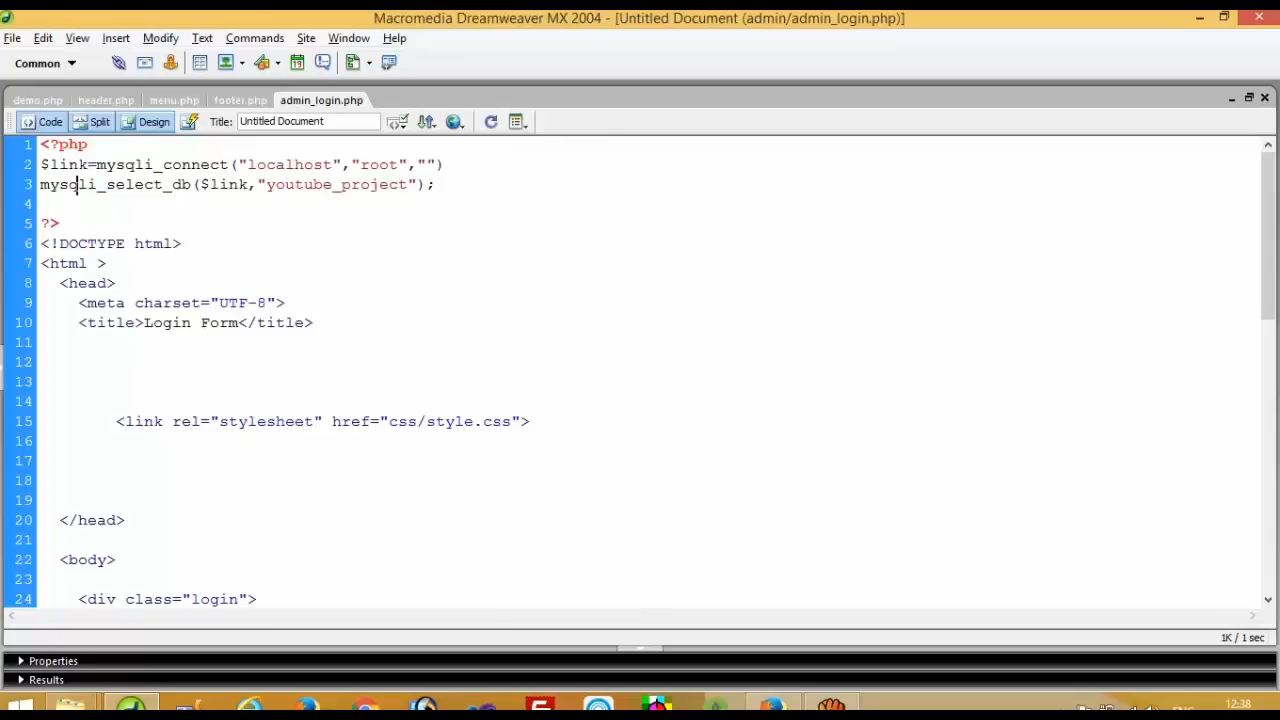 Macromedia Dreamweaver MX 2004 - [Untitled Document (admin/admin_login.php)]
File Edit View Insert Modify Text Commands Site Window Help
Common
demo.php header.php menu.php footer.php admin_login.php
Code Split Design Title: Untitled Document
1 <?php
2 $link=mysqli_connect("localhost","root","")
3 mysqli_select_db($link,"youtube_project");
4
5 ?>
6 <!DOCTYPE html>
7 <html >
8 <head>
9 <meta charset="UTF-8">
10 <title>Login Form</title>
11
12
13
14
15 <link rel="stylesheet" href="css/style.css">
16
17
18
19
20 </head>
21
22 <body>
23
24 <div class="login">
1K / 1 sec
Properties
Results
ENG
12:38